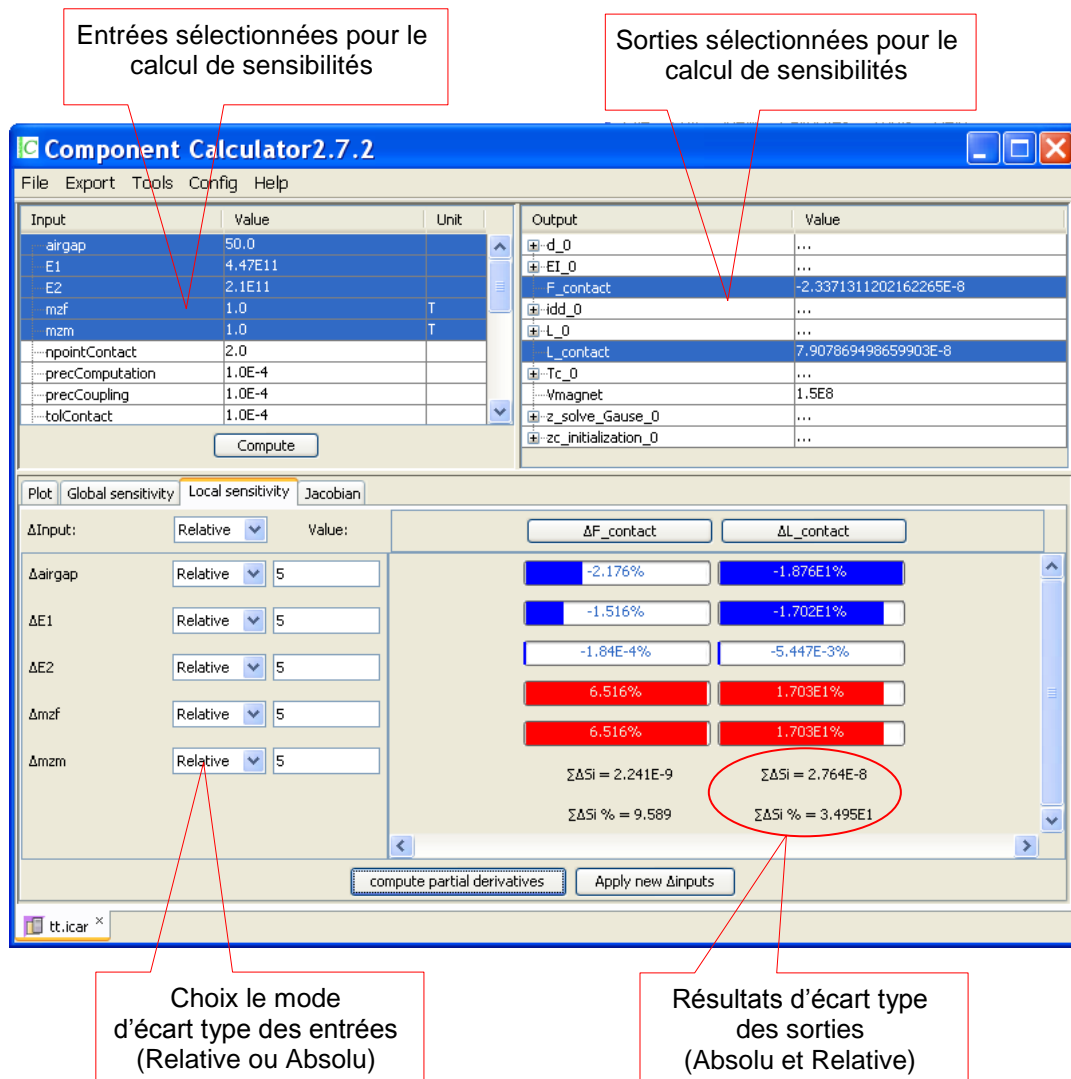 Entrées sélectionnées pour le
calcul de sensibilités
Sorties sélectionnées pour le
calcul de sensibilités
Component Calculator2.7.2
File Export Tools Config Help
Input Value Unit
airgap 50.0
E1 4.47E11
E2 2.1E11
mzf 1.0 T
mzm 1.0 T
npointContact 2.0
precComputation 1.0E-4
precCoupling 1.0E-4
tolContact 1.0E-4
Compute
Output Value
d_0 ...
EI_0 ...
F_contact -2.3371311202162265E-8
idd_0 ...
L_0 ...
L_contact 7.907869498659903E-8
Tc_0 ...
Vmagnet 1.5E8
z_solve_Gause_0 ...
zc_initialization_0 ...
Plot Global sensitivity Local sensitivity Jacobian
ΔInput: Relative Value: ΔF_contact ΔL_contact
Δairgap Relative 5 -2.176% -1.876E1%
ΔE1 Relative 5 -1.516% -1.702E1%
ΔE2 Relative 5 -1.84E-4% -5.447E-3%
Δmzf Relative 5 6.516% 1.703E1%
Δmzm Relative 5 6.516% 1.703E1%
∑ΔSi = 2.241E-9 ∑ΔSi = 2.764E-8
∑ΔSi % = 9.589 ∑ΔSi % = 3.495E1
compute partial derivatives Apply new Δinputs
tt.icar ×
Choix le mode
d'écart type des entrées
(Relative ou Absolu)
Résultats d'écart type
des sorties
(Absolu et Relative)